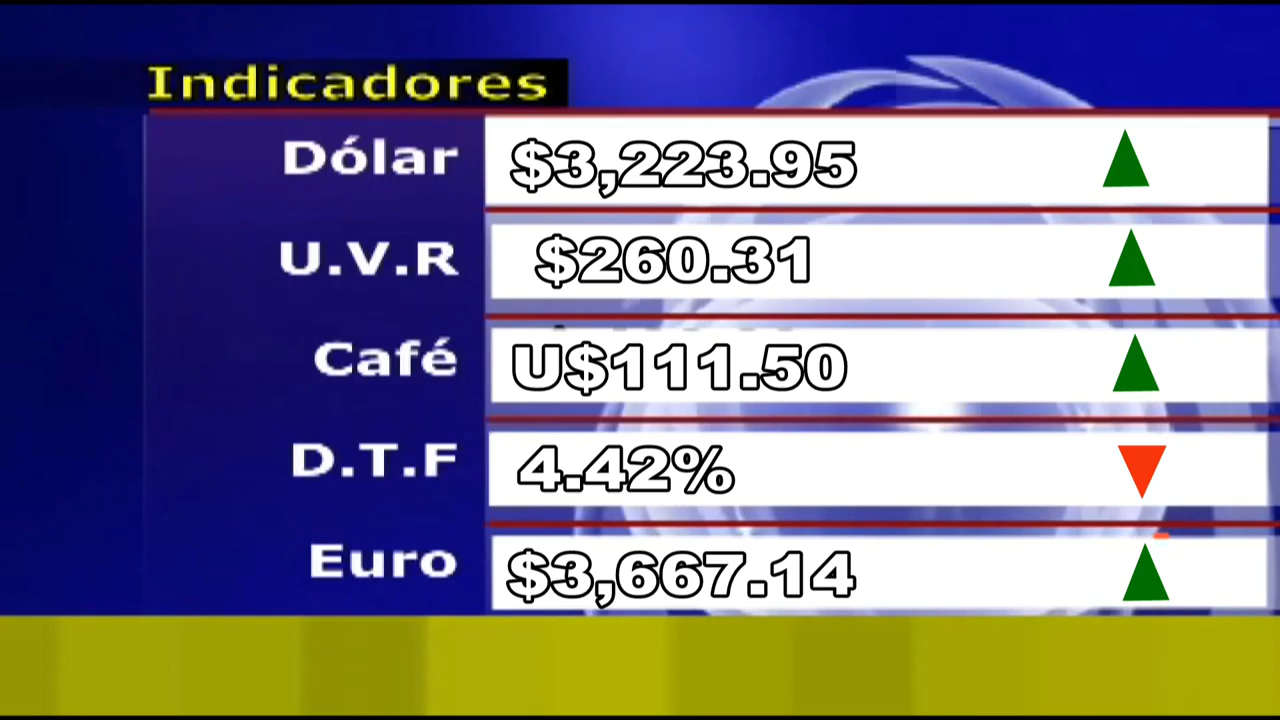 Indicadores
Dólar $3,223.95
U.V.R $260.31
Café U$111.50
D.T.F 4.42%
Euro $3,667.14